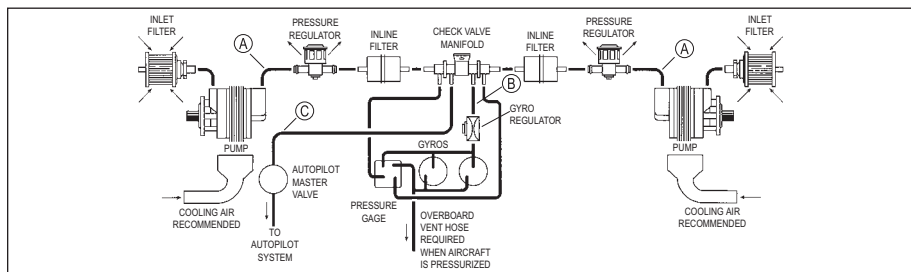 INLET
FILTER
A
PRESSURE
REGULATOR
INLINE
FILTER
CHECK VALVE
MANIFOLD
INLINE
FILTER
PRESSURE
REGULATOR
A
INLET
FILTER
B
GYRO
REGULATOR
C
PUMP
GYROS
PUMP
AUTOPILOT
MASTER
VALVE
COOLING AIR
RECOMMENDED
TO
AUTOPILOT
SYSTEM
PRESSURE
GAGE
OVERBOARD
VENT HOSE
REQUIRED
WHEN AIRCRAFT
IS PRESSURIZED
COOLING AIR
RECOMMENDED